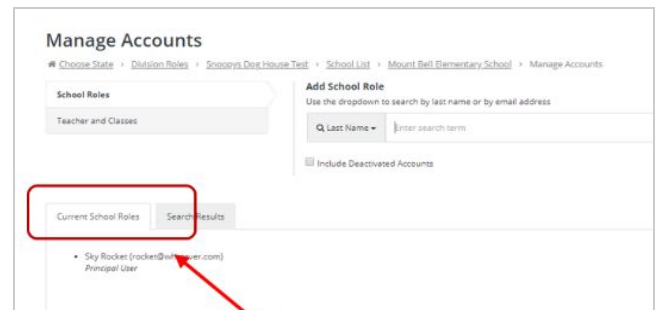 Manage Accounts
Choose State › Division Roles › Snoopys Dog House Test › School List › Mount Bell Elementary School › Manage Accounts
School Roles
Teacher and Classes
Add School Role
Use the dropdown to search by last name or by email address
Last Name
Enter search term
Include Deactivated Accounts
Current School Roles
Search Results
Sky Rocket
Principal User